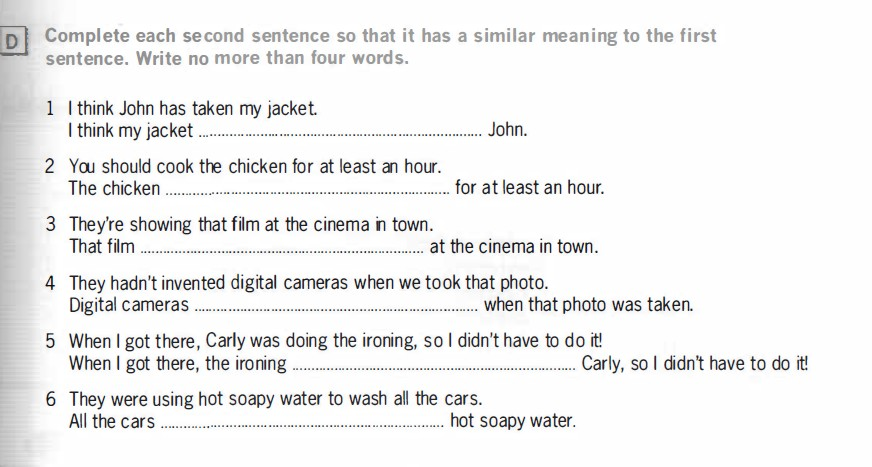 D Complete each second sentence so that it has a similar meaning to the first
sentence. Write no more than four words.
1 I think John has taken my jacket.
I think my jacket .................................................................... John.
2 You should cook the chicken for at least an hour.
The chicken .................................................................... for at least an hour.
3 They're showing that film at the cinema in town.
That film .................................................................... at the cinema in town.
4 They hadn't invented digital cameras when we took that photo.
Digital cameras .................................................................... when that photo was taken.
5 When I got there, Carly was doing the ironing, so I didn't have to do it!
When I got there, the ironing .................................................................... Carly, so I didn't have to do it!
6 They were using hot soapy water to wash all the cars.
All the cars .................................................................... hot soapy water.